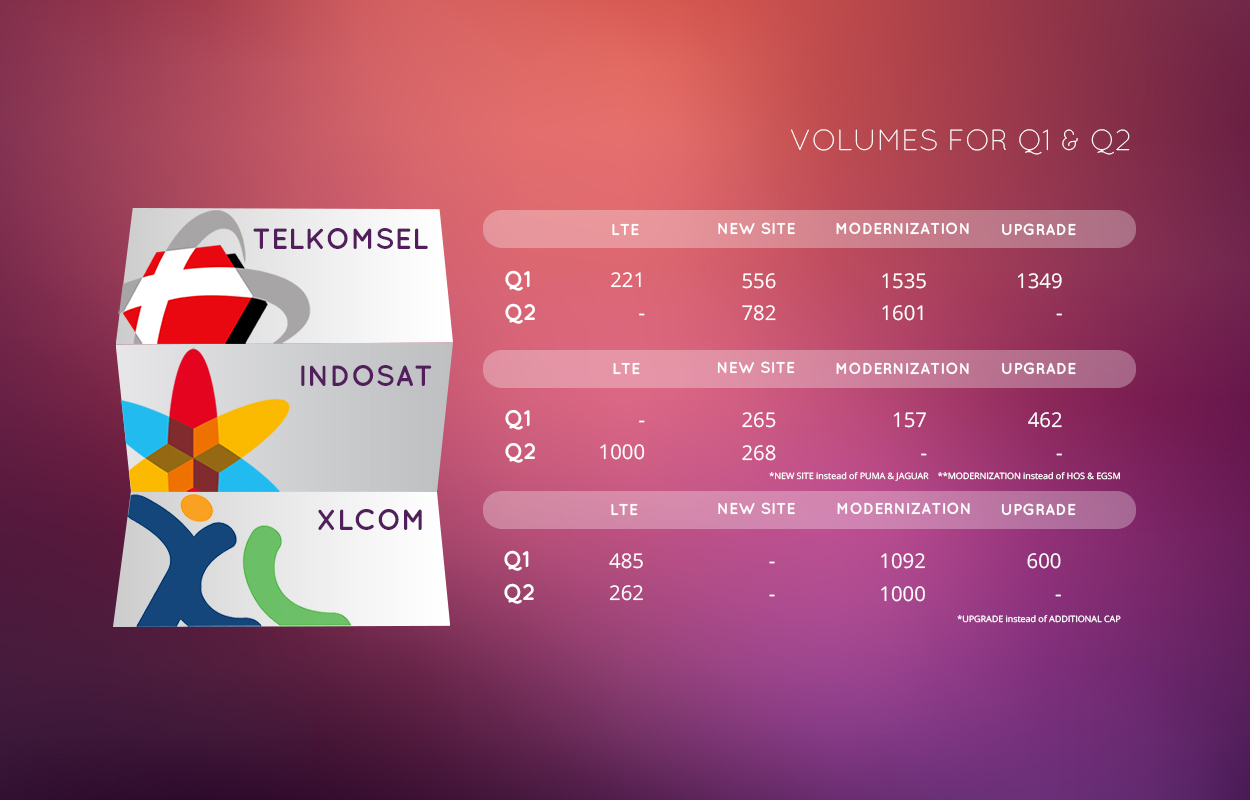 VOLUMES FOR Q1 & Q2
TELKOMSEL
LTE NEW SITE MODERNIZATION UPGRADE
Q1 221 556 1535 1349
Q2 - 782 1601 -
INDOSAT
LTE NEW SITE MODERNIZATION UPGRADE
Q1 - 265 157 462
Q2 1000 268 - -
*NEW SITE instead of PUMA & JAGUAR **MODERNIZATION instead of HOS & EGSM
XLCOM
LTE NEW SITE MODERNIZATION UPGRADE
Q1 485 - 1092 600
Q2 262 - 1000 -
*UPGRADE instead of ADDITIONAL CAP